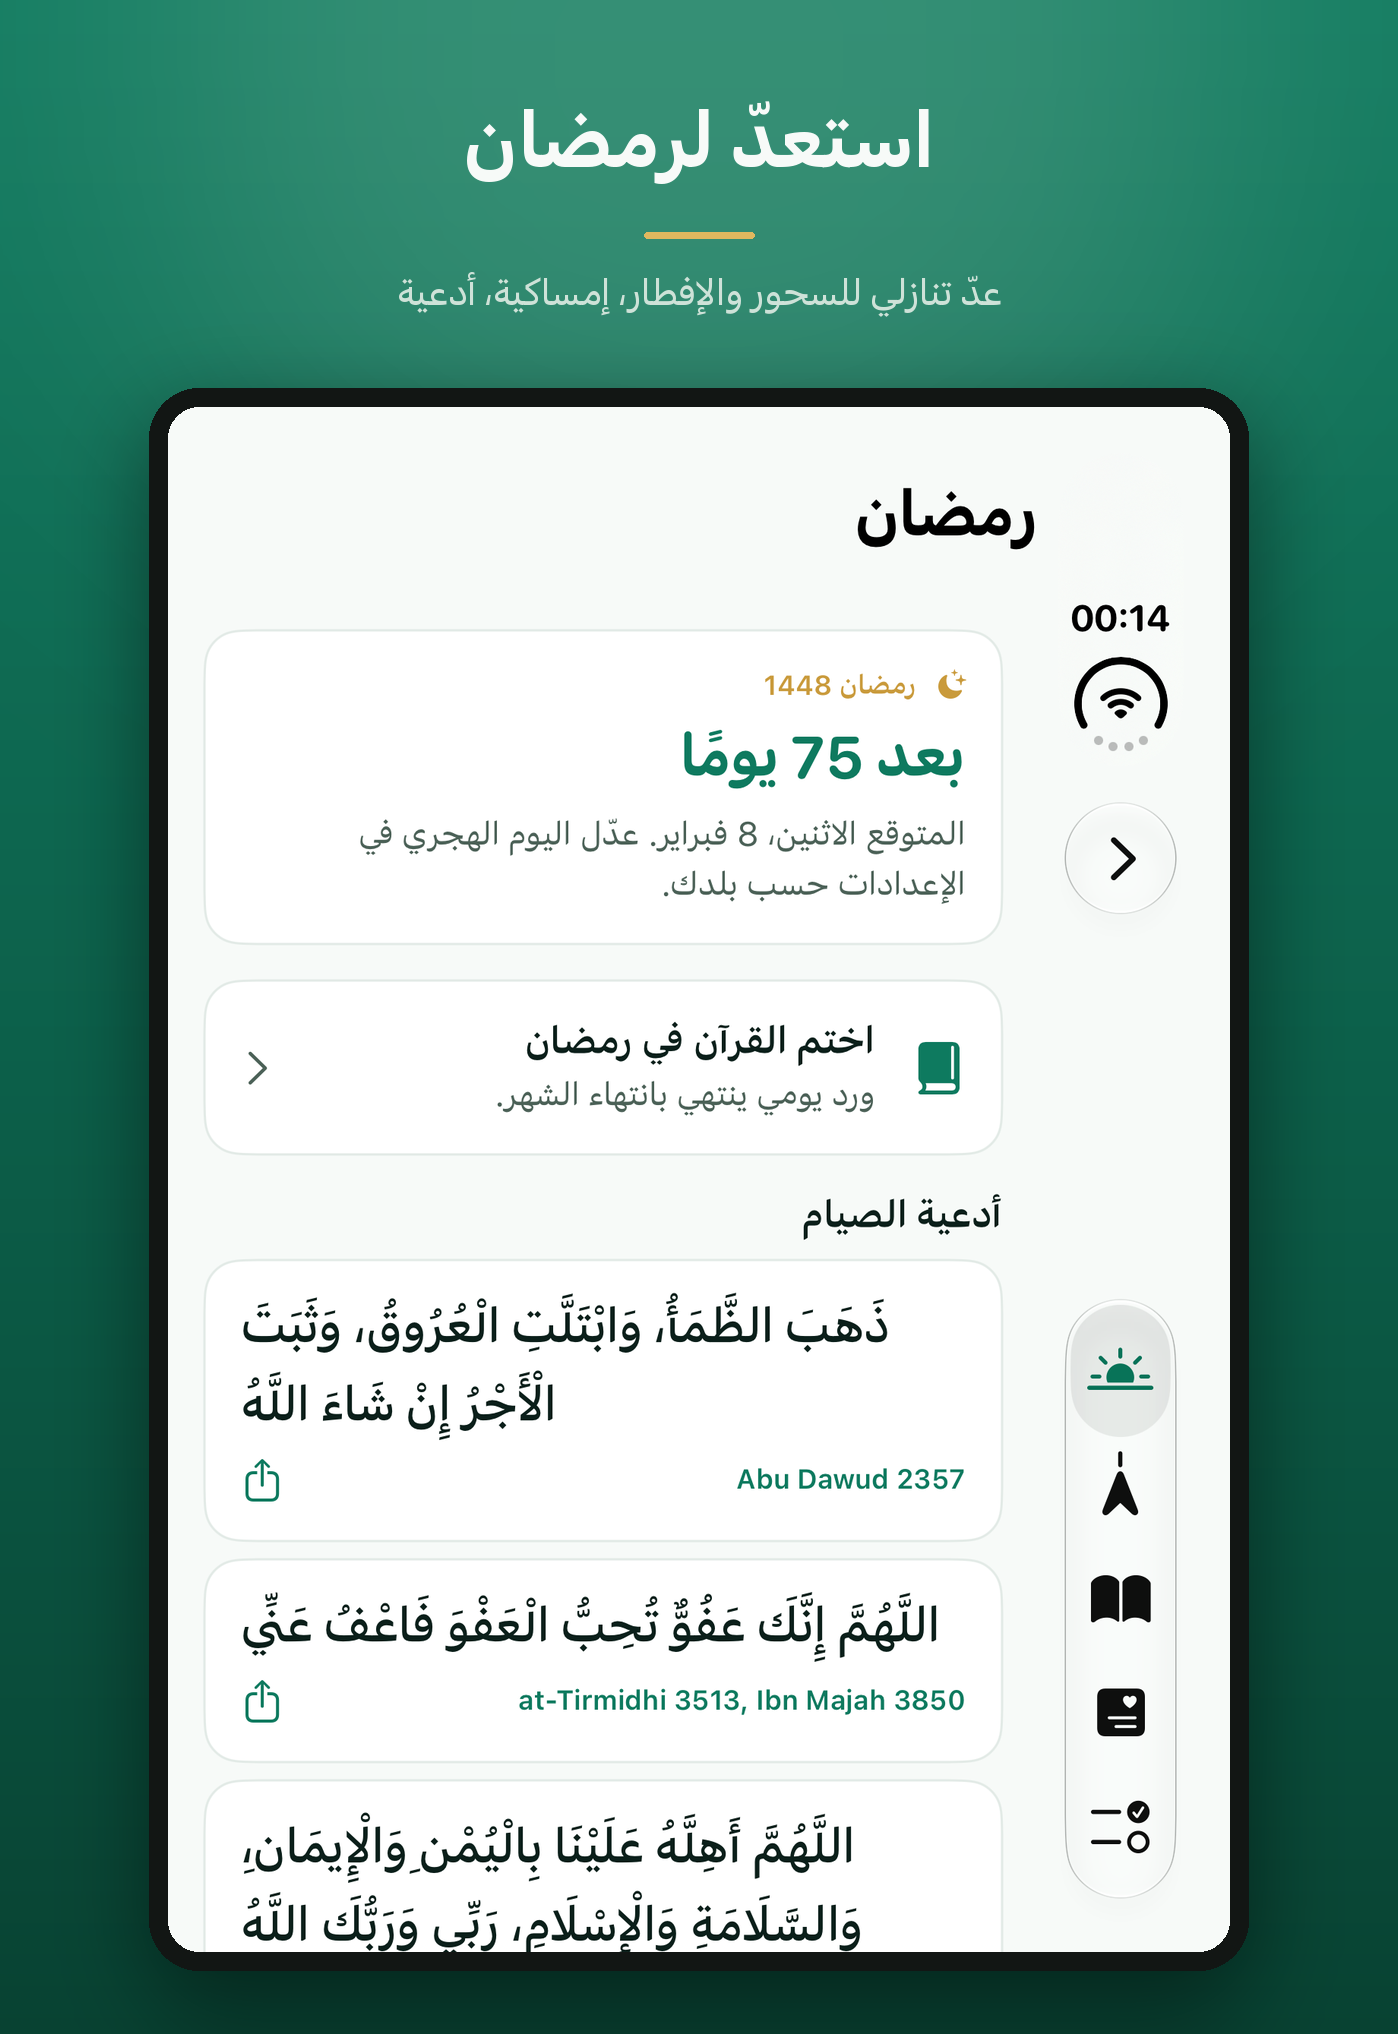 استعدّ لرمضان
عدّ تنازلي للسحور والإفطار، إمساكية، أدعية
رمضان
00:14
رمضان 1448
بعد 75 يومًا
المتوقع الاثنين، 8 فبراير. عدّل اليوم الهجري في
الإعدادات حسب بلدك.
اختم القرآن في رمضان
ورد يومي ينتهي بانتهاء الشهر.
أدعية الصيام
ذَهَبَ الظَّمَأُ، وَابْتَلَّتِ الْعُرُوقُ، وَثَبَتَ
الْأَجْرُ إِنْ شَاءَ اللَّهُ
Abu Dawud 2357
اللَّهُمَّ إِنَّكَ عَفُوٌّ تُحِبُّ الْعَفْوَ فَاعْفُ عَنِّي
at-Tirmidhi 3513, Ibn Majah 3850
اللَّهُمَّ أَهِلَّهُ عَلَيْنَا بِالْيُمْنِ وَالْإِيمَانِ،
وَالسَّلَامَةِ وَالْإِسْلَامِ، رَبِّي وَرَبُّكَ اللَّهُ